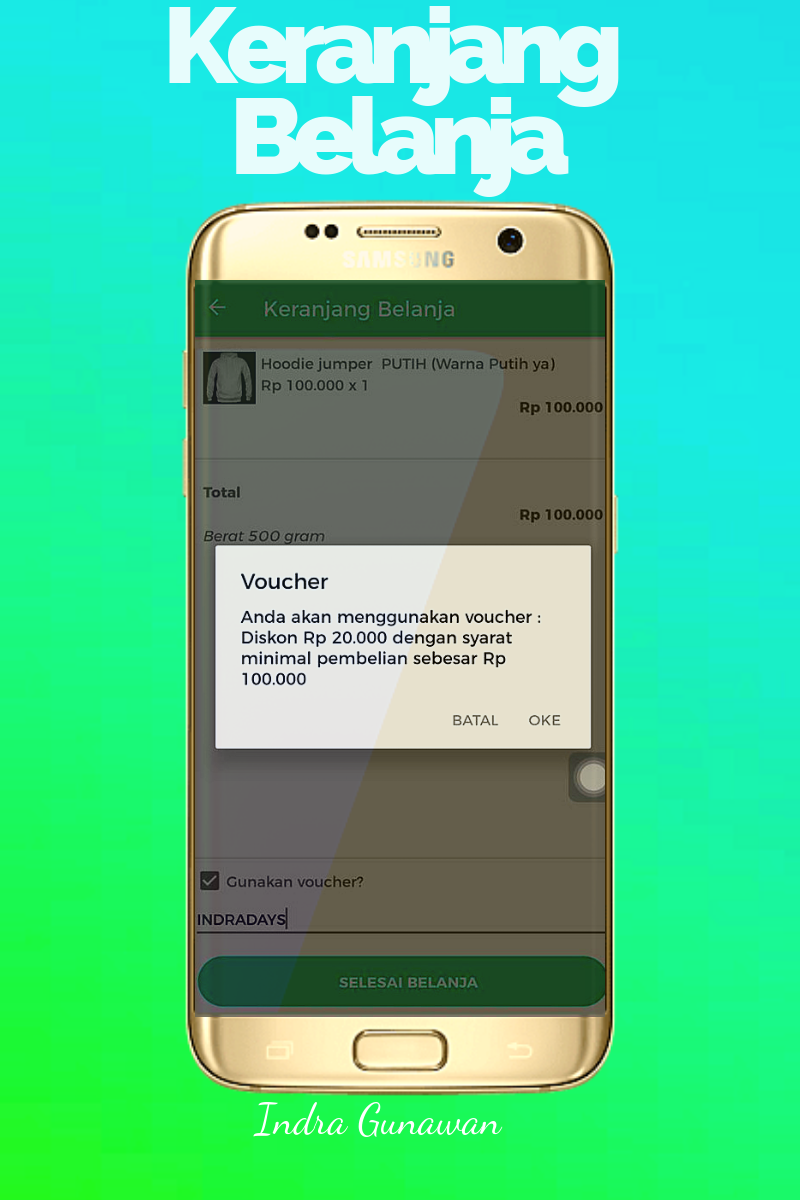 Keranjang
Belanja
SAMSUNG
Keranjang Belanja
Hoodie jumper PUTIH (Warna Putih ya)
Rp 100.000 x 1
Rp 100.000
Total
Rp 100.000
Berat 500 gram
Voucher
Anda akan menggunakan voucher :
Diskon Rp 20.000 dengan syarat
minimal pembelian sebesar Rp
100.000
BATAL OKE
Gunakan voucher?
INDRADAYS
SELESAI BELANJA
Indra Gunawan